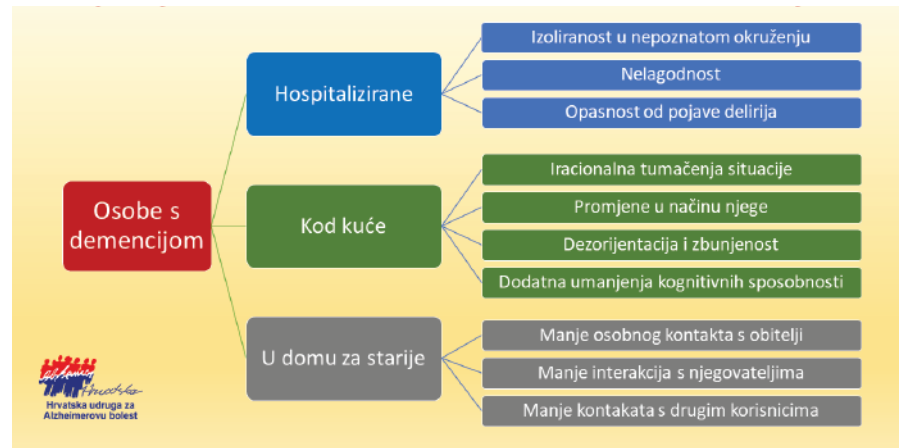 Osobe s
demencijom
Hospitalizirane
Izoliranost u nepoznatom okruženju
Nelagodnost
Opasnost od pojave delirija
Kod kuće
Iracionalna tumačenja situacije
Promjene u načinu njege
Dezorijentacija i zbunjenost
Dodatna umanjenja kognitivnih sposobnosti
U domu za starije
Manje osobnog kontakta s obitelji
Manje interakcija s njegovateljima
Manje kontakata s drugim korisnicima
Hrvatska udruga za
Alzheimerovu bolest